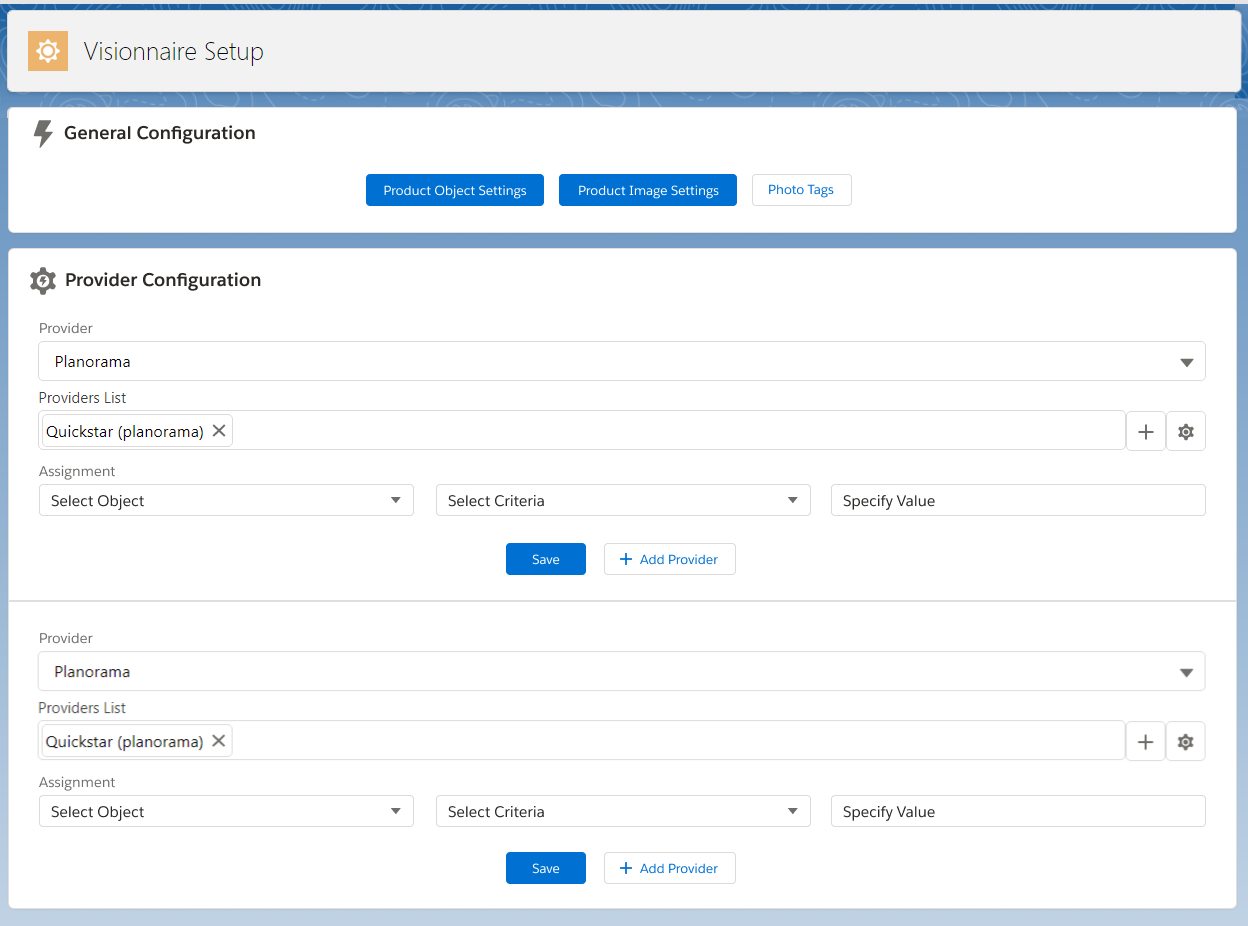 Visionnaire Setup
General Configuration
Product Object Settings Product Image Settings Photo Tags
Provider Configuration
Provider
Planorama
Providers List
Quickstar (planorama)
Assignment
Select Object Select Criteria Specify Value
Save + Add Provider
Provider
Planorama
Providers List
Quickstar (planorama)
Assignment
Select Object Select Criteria Specify Value
Save + Add Provider